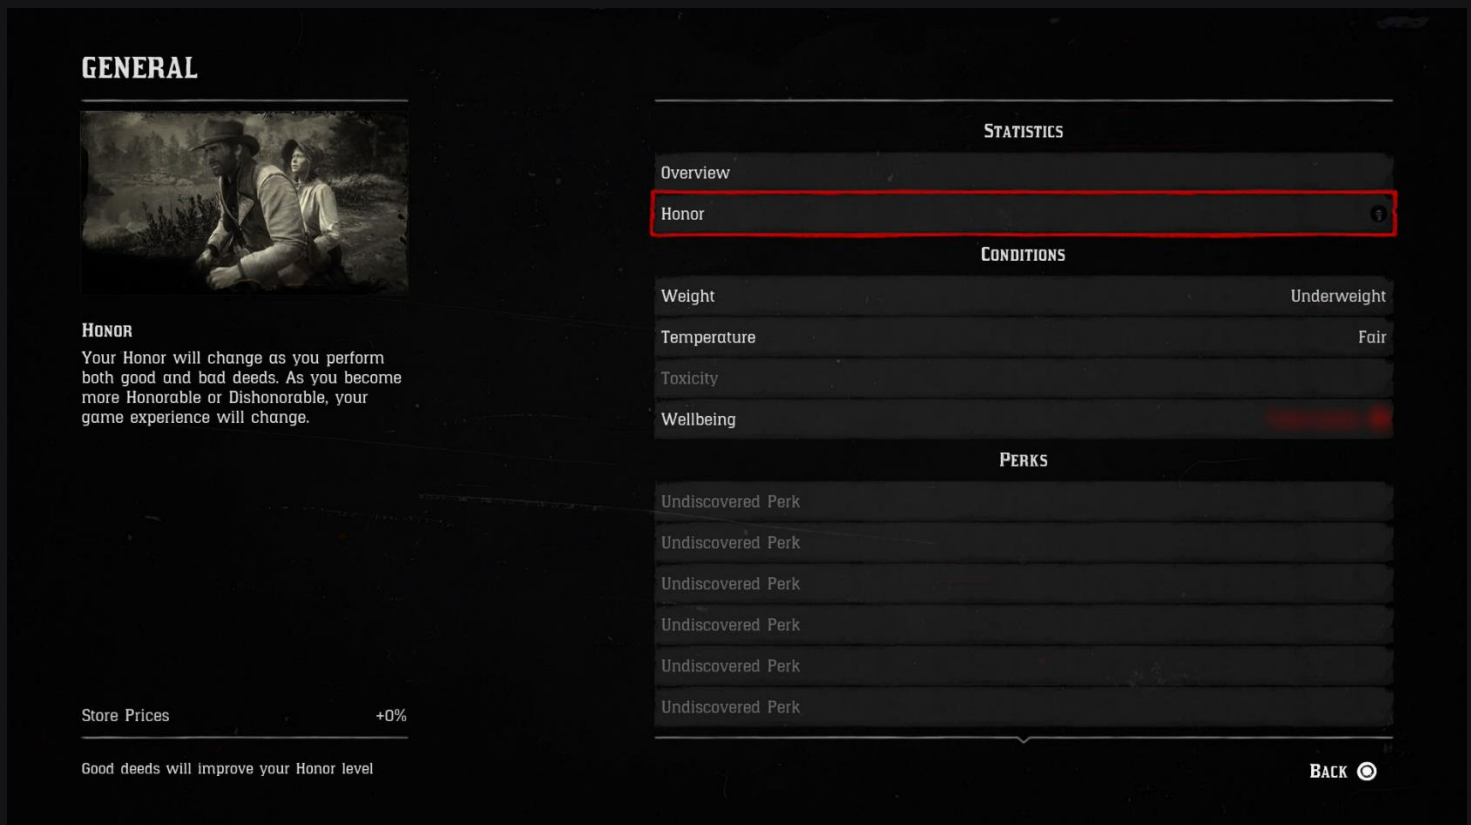 GENERAL
HONOR
Your Honor will change as you perform
both good and bad deeds. As you become
more Honorable or Dishonorable, your
game experience will change.
Store Prices +0%
Good deeds will improve your Honor level
STATISTICS
Overview
Honor
CONDITIONS
Weight Underweight
Temperature Fair
Toxicity
Wellbeing
PERKS
Undiscovered Perk
Undiscovered Perk
Undiscovered Perk
Undiscovered Perk
Undiscovered Perk
Undiscovered Perk
BACK